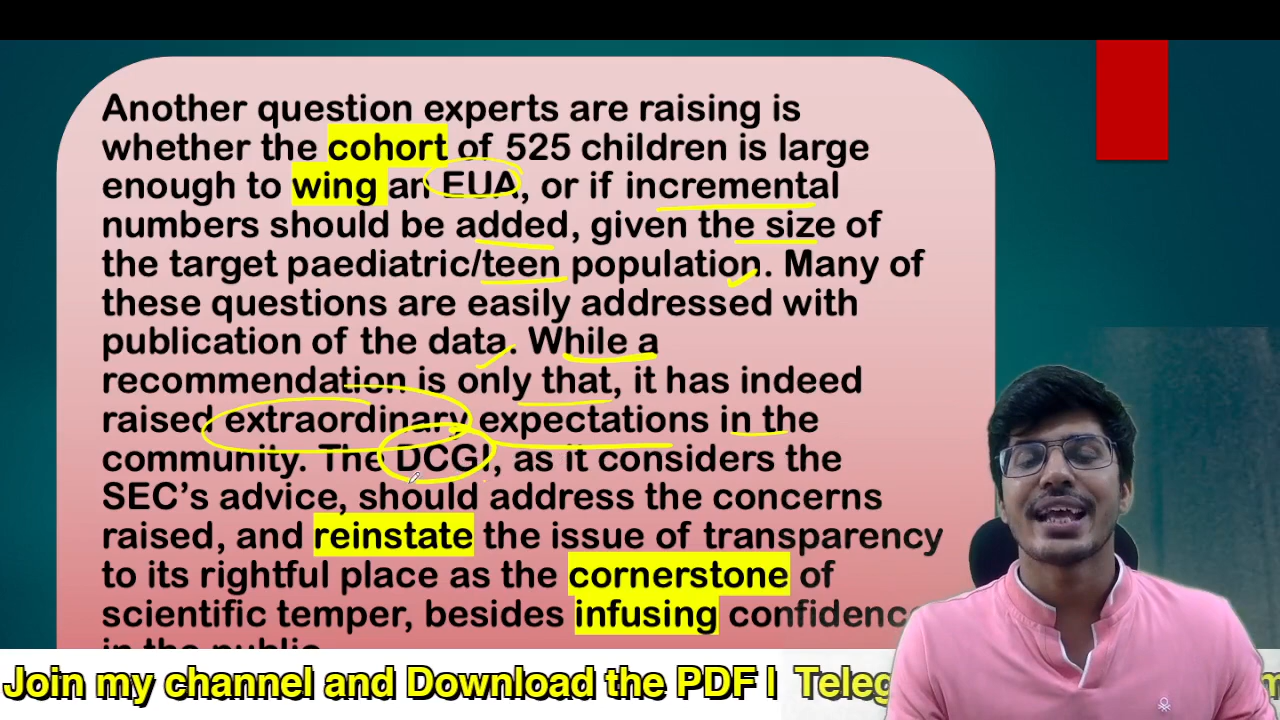 Another question experts are raising is
whether the cohort of 525 children is large
enough to wing an EUA, or if incremental
numbers should be added, given the size of
the target paediatric/teen population. Many of
these questions are easily addressed with
publication of the data. While a
recommendation is only that, it has indeed
raised extraordinary expectations in the
community. The DCGI, as it considers the
SEC's advice, should address the concerns
raised, and reinstate the issue of transparency
to its rightful place as the cornerstone of
scientific temper, besides infusing confidenc
in the public.
Join my channel and Download the PDF I Teleg